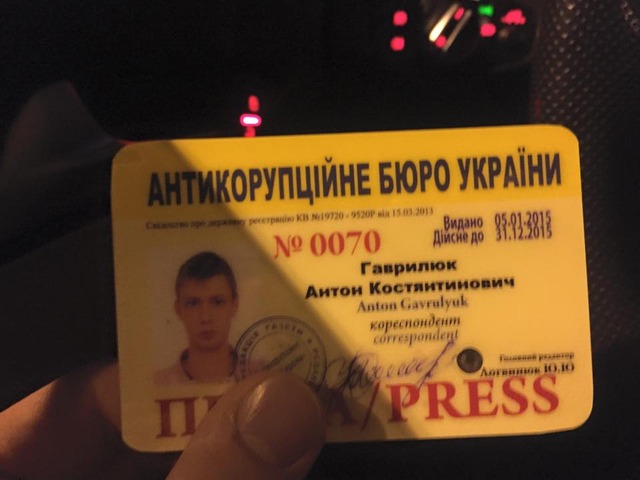 АНТИКОРУПЦІЙНЕ БЮРО УКРАЇНИ
Свідоцтво про державну реєстрацію КВ №19720 - 9520Р від 15.03.2013
Видано 05.01.2015
Дійсне до 31.12.2015
№ 0070
Гаврилюк
Антон Костянтинович
Anton Gavrulyuk
кореспондент
correspondent
Головний редактор
Логвинюк Ю.Ю
/PRESS